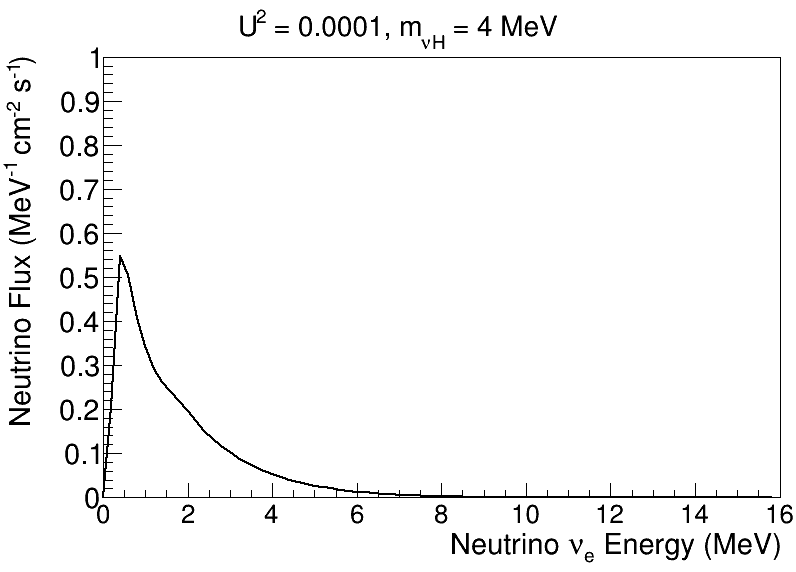 U² = 0.0001, mνH = 4 MeV
Neutrino Flux (MeV⁻¹ cm⁻² s⁻¹)
1
0.9
0.8
0.7
0.6
0.5
0.4
0.3
0.2
0.1
0
0 2 4 6 8 10 12 14 16
Neutrino νe Energy (MeV)